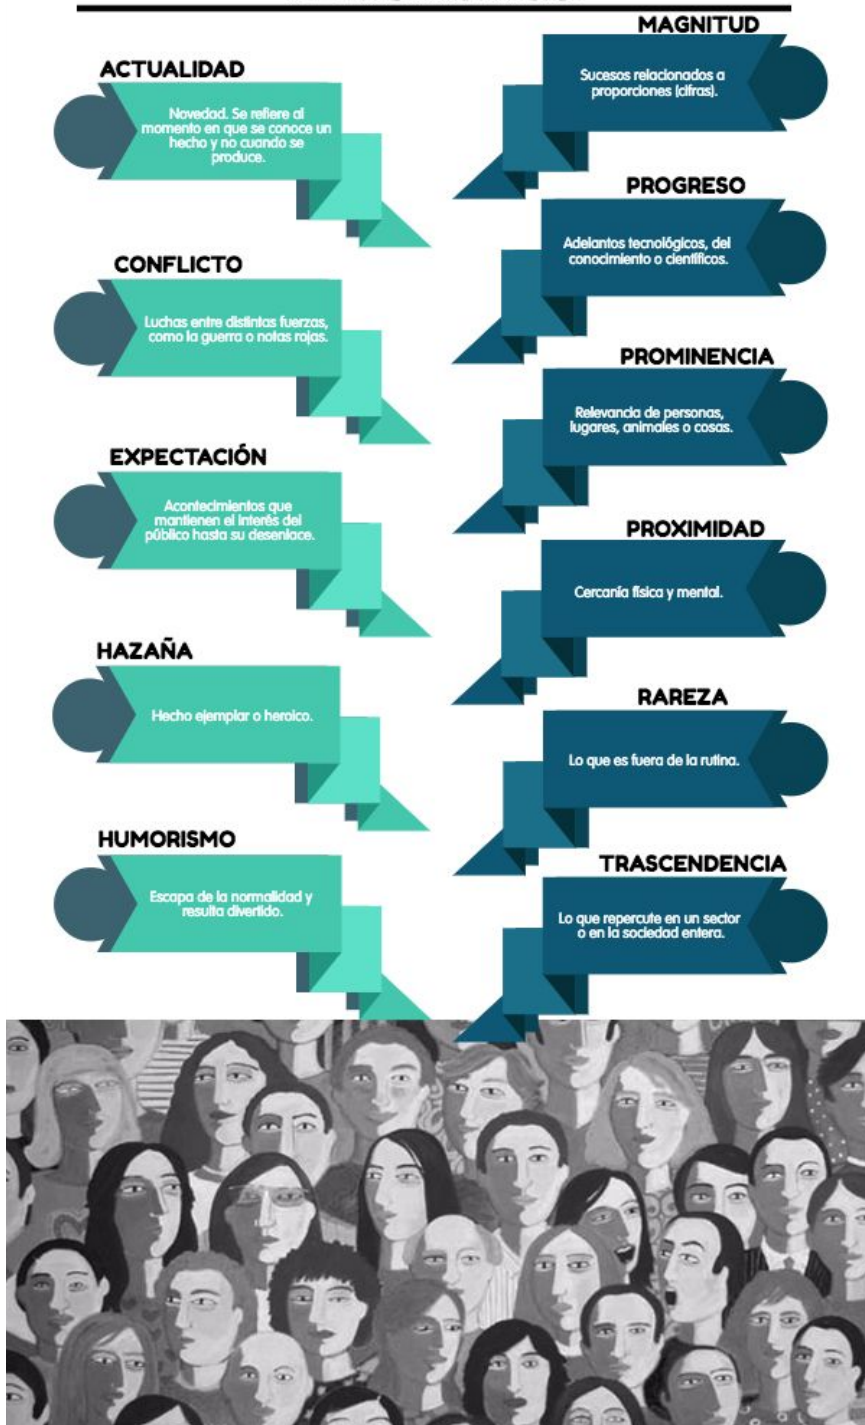 ACTUALIDAD
Novedad. Se refiere al
momento en que se conoce un
hecho y no cuando se
produce.
CONFLICTO
Luchas entre distintas fuerzas,
como la guerra o notas rojas.
EXPECTACIÓN
Acontecimientos que
mantienen el interés del
público hasta su desenlace.
HAZAÑA
Hecho ejemplar o heroico.
HUMORISMO
Escapa de la normalidad y
resulta divertido.
MAGNITUD
Sucesos relacionados a
proporciones (cifras).
PROGRESO
Adelantos tecnológicos, del
conocimiento o científicos.
PROMINENCIA
Relevancia de personas,
lugares, animales o cosas.
PROXIMIDAD
Cercanía física y mental.
RAREZA
Lo que es fuera de la rutina.
TRASCENDENCIA
Lo que repercute en un sector
o en la sociedad entera.